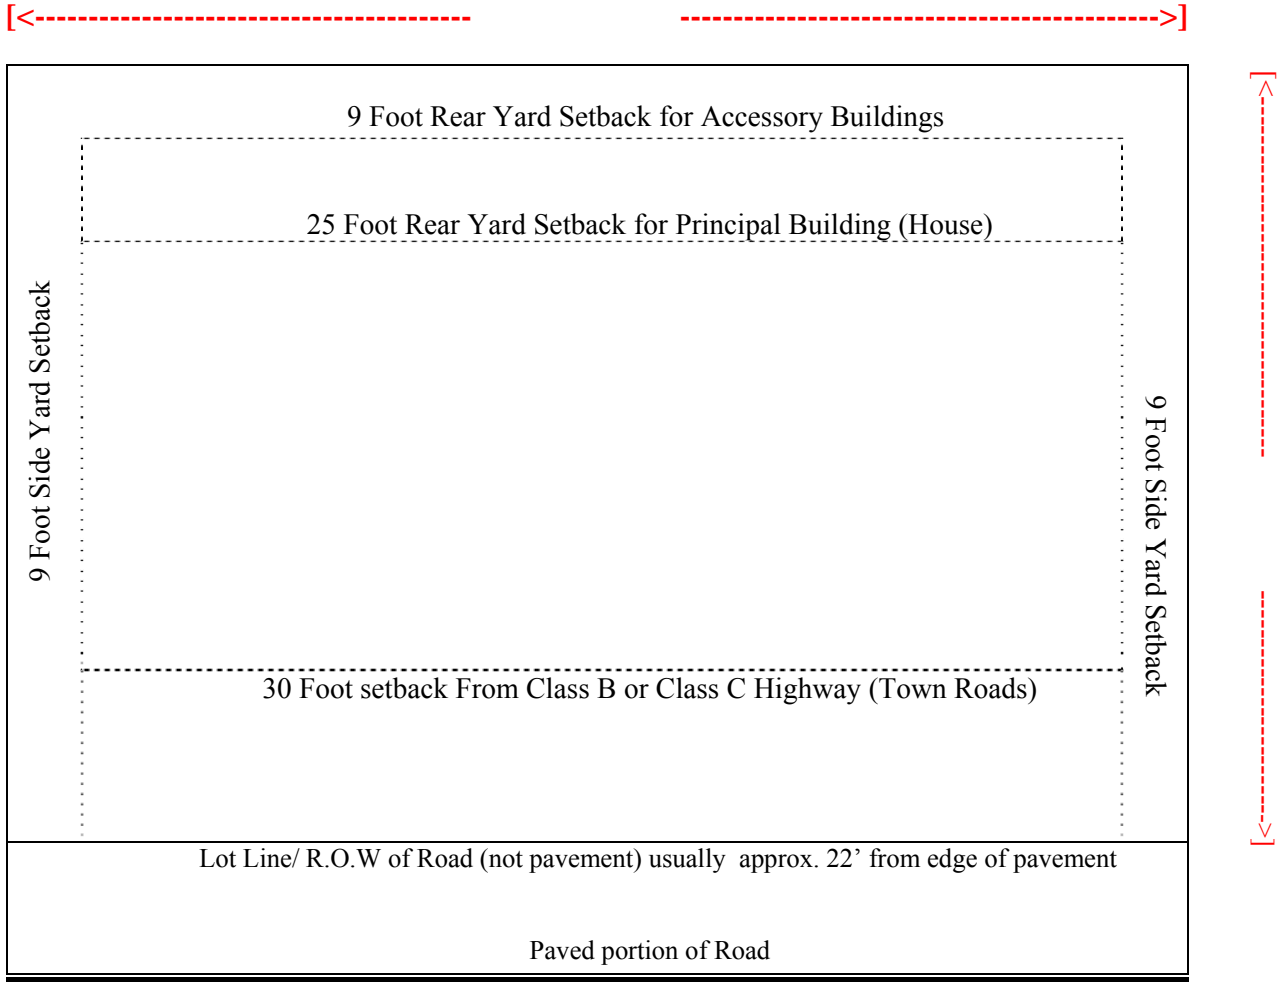 [<-------------------------------- ----------------------------------->]
9 Foot Rear Yard Setback for Accessory Buildings
25 Foot Rear Yard Setback for Principal Building (House)
9 Foot Side Yard Setback
9 Foot Side Yard Setback
30 Foot setback From Class B or Class C Highway (Town Roads)
Lot Line/ R.O.W of Road (not pavement) usually  approx. 22’ from edge of pavement
Paved portion of Road